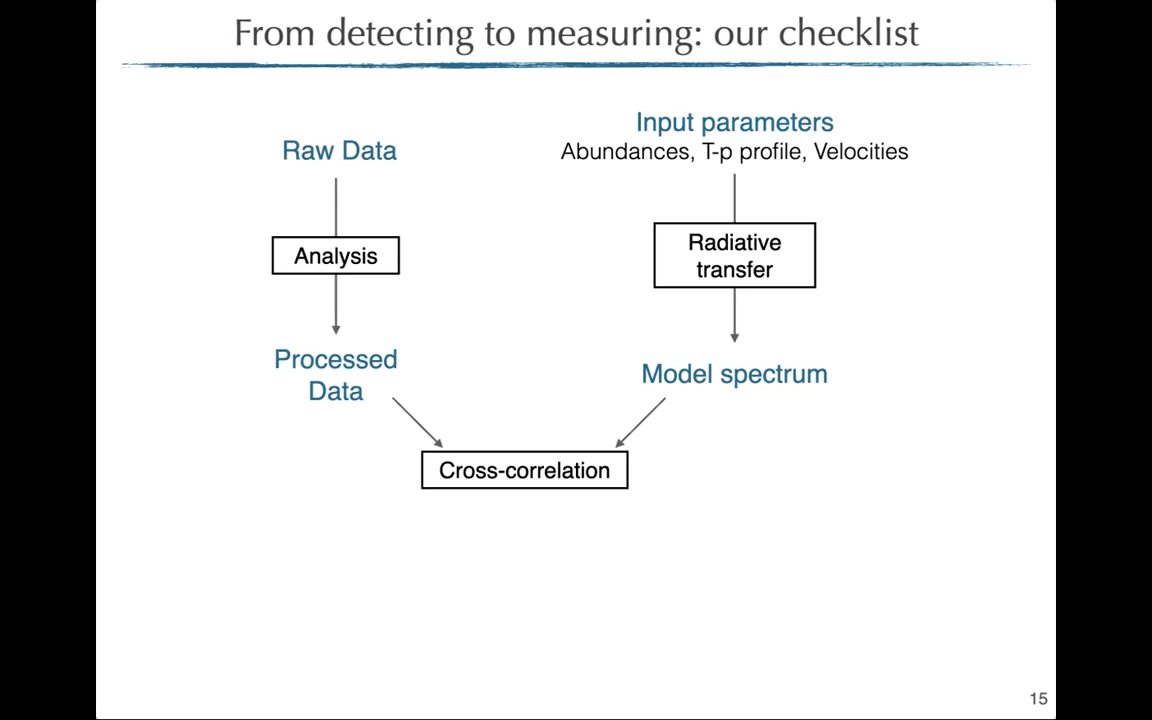 From detecting to measuring: our checklist
Raw Data
Input parameters
Abundances, T-p profile, Velocities
Analysis
Radiative
transfer
Processed
Data
Model spectrum
Cross-correlation
15